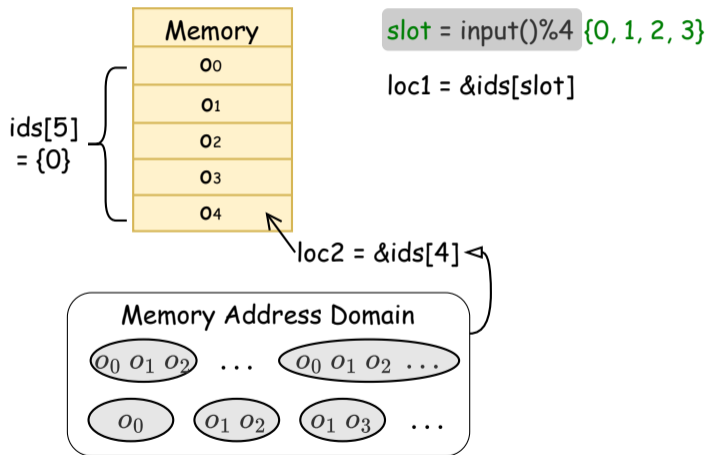 Memory
slot = input()%4 {0, 1, 2, 3}
loc1 = &ids[slot]
o0
o1
o2
o3
o4
ids[5]
= {0}
loc2 = &ids[4]
Memory Address Domain
o0 o1 o2 ... o0 o1 o2 ...
o0 o1 o2 o1 o3 ...